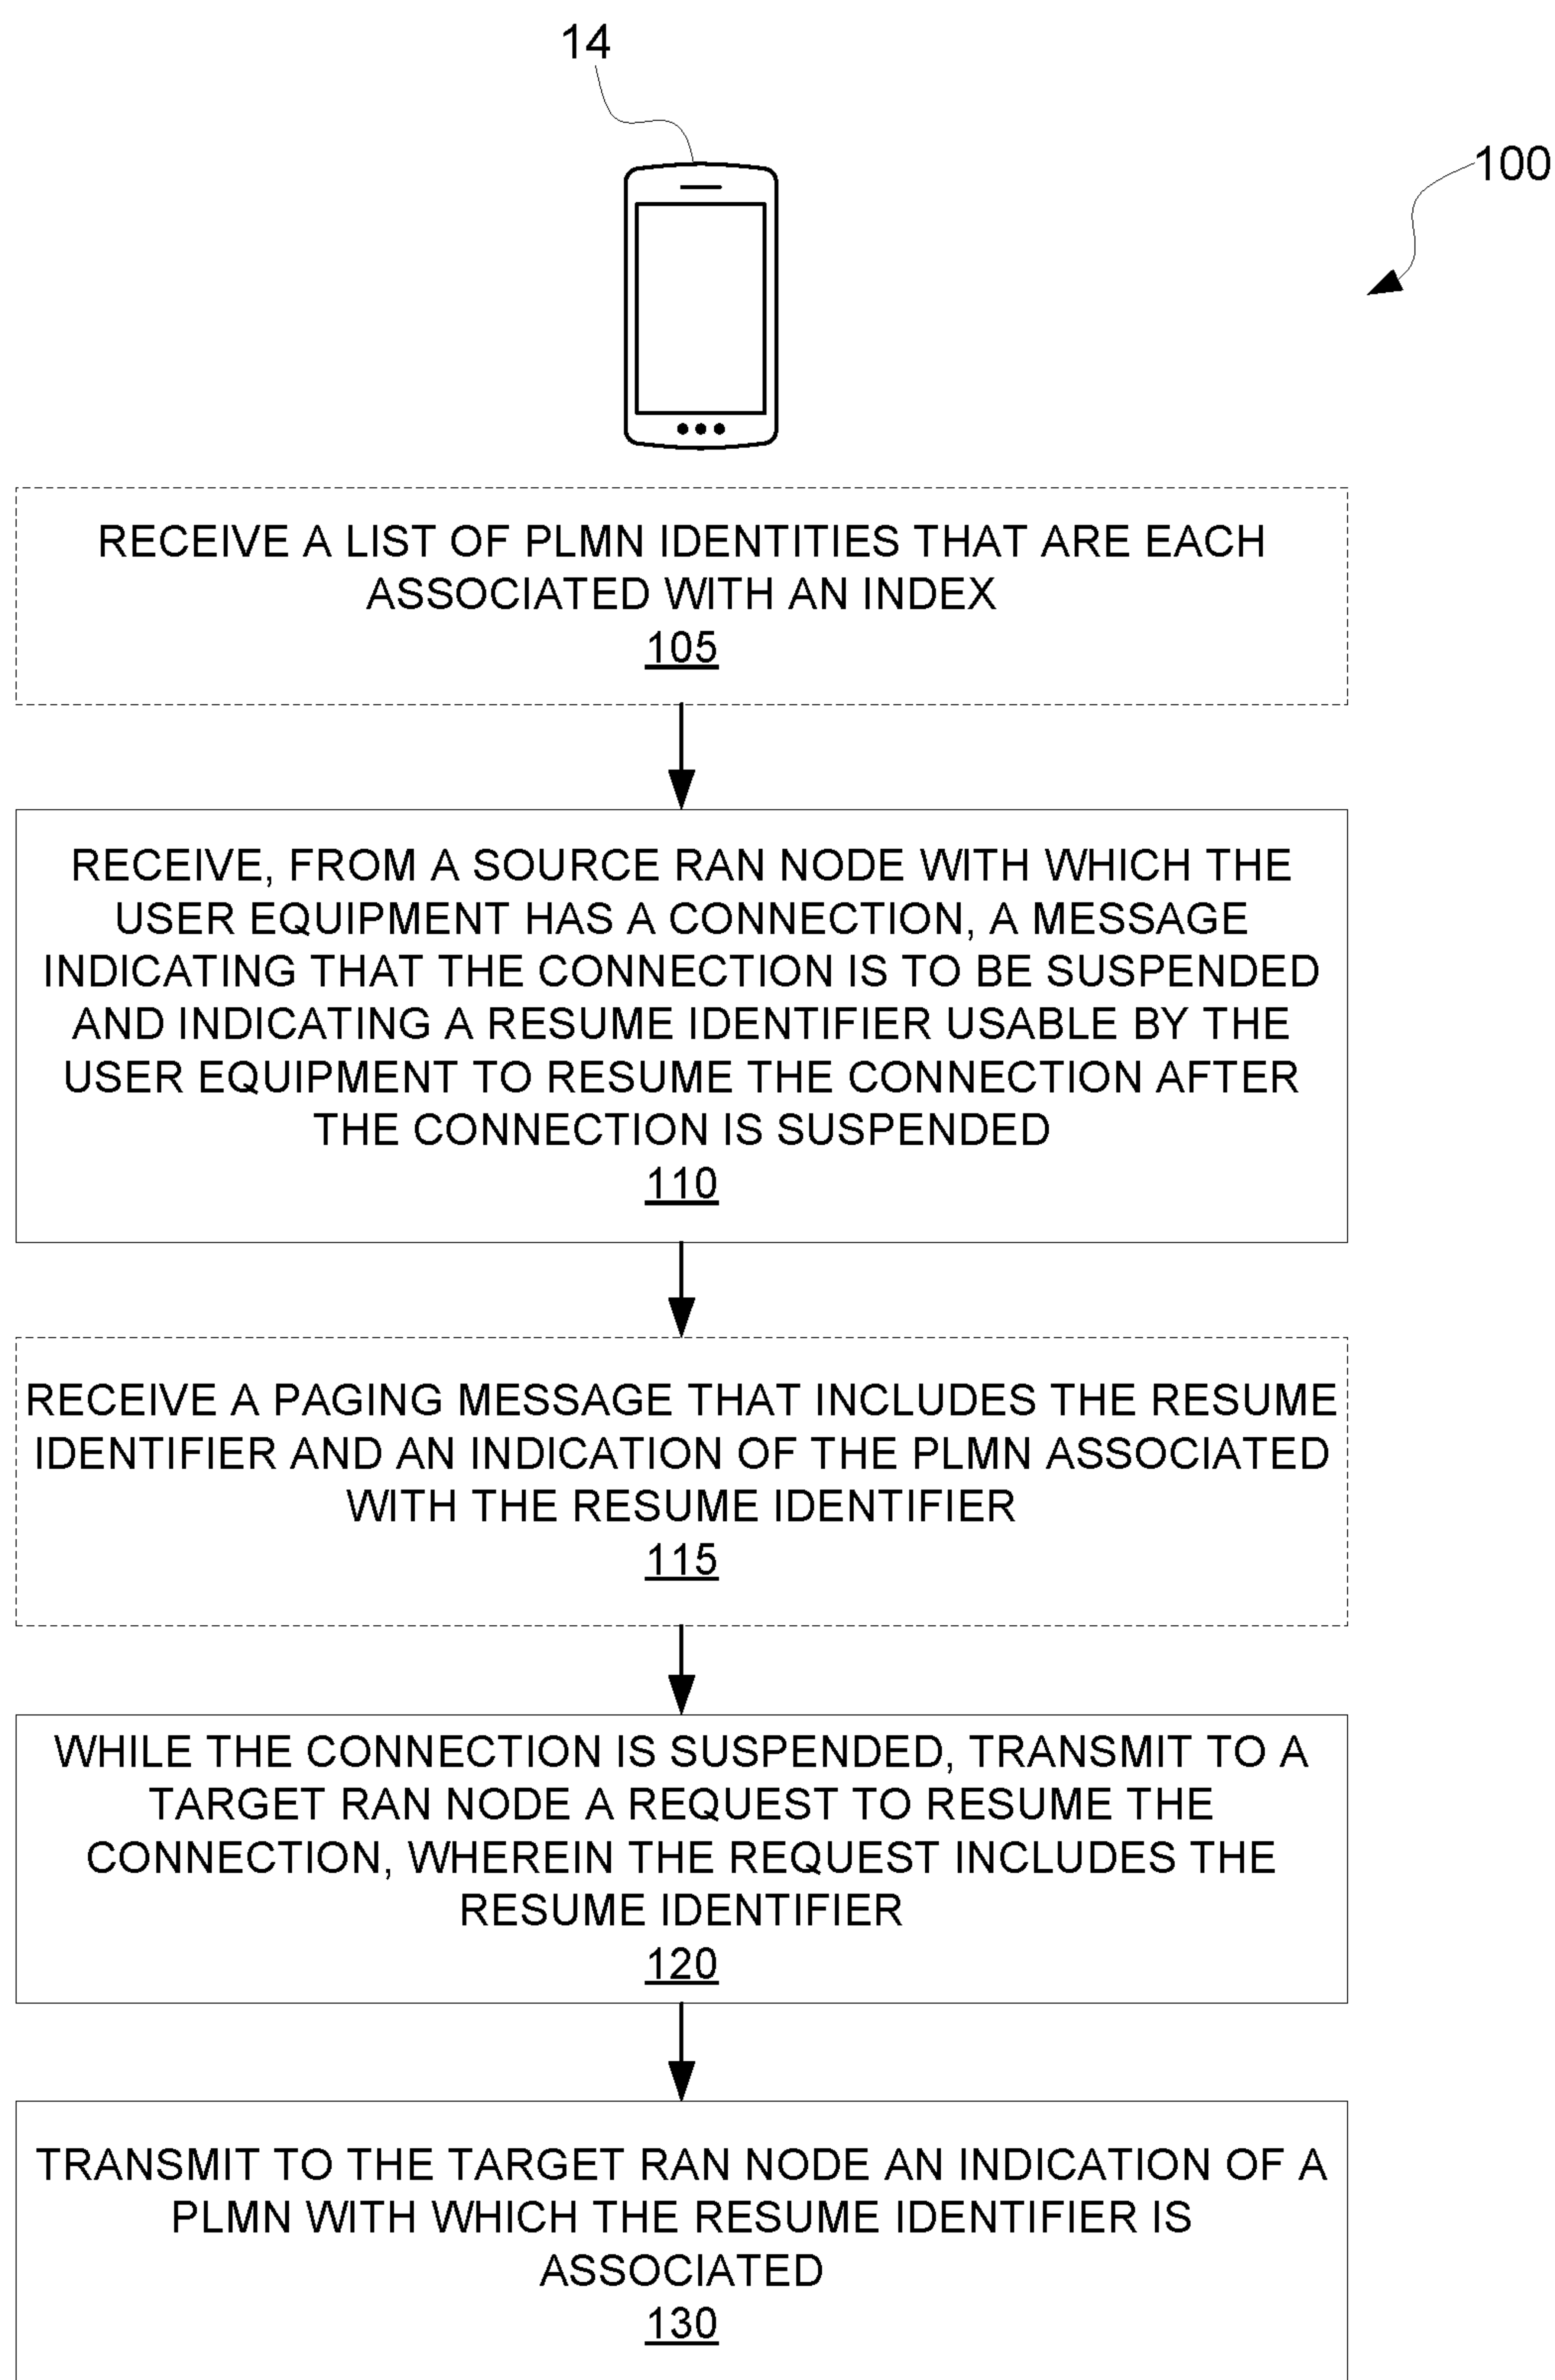 14
100
RECEIVE A LIST OF PLMN IDENTITIES THAT ARE EACH
ASSOCIATED WITH AN INDEX
105
RECEIVE, FROM A SOURCE RAN NODE WITH WHICH THE
USER EQUIPMENT HAS A CONNECTION, A MESSAGE
INDICATING THAT THE CONNECTION IS TO BE SUSPENDED
AND INDICATING A RESUME IDENTIFIER USABLE BY THE
USER EQUIPMENT TO RESUME THE CONNECTION AFTER
THE CONNECTION IS SUSPENDED
110
RECEIVE A PAGING MESSAGE THAT INCLUDES THE RESUME
IDENTIFIER AND AN INDICATION OF THE PLMN ASSOCIATED
WITH THE RESUME IDENTIFIER
115
WHILE THE CONNECTION IS SUSPENDED, TRANSMIT TO A
TARGET RAN NODE A REQUEST TO RESUME THE
CONNECTION, WHEREIN THE REQUEST INCLUDES THE
RESUME IDENTIFIER
120
TRANSMIT TO THE TARGET RAN NODE AN INDICATION OF A
PLMN WITH WHICH THE RESUME IDENTIFIER IS
ASSOCIATED
130